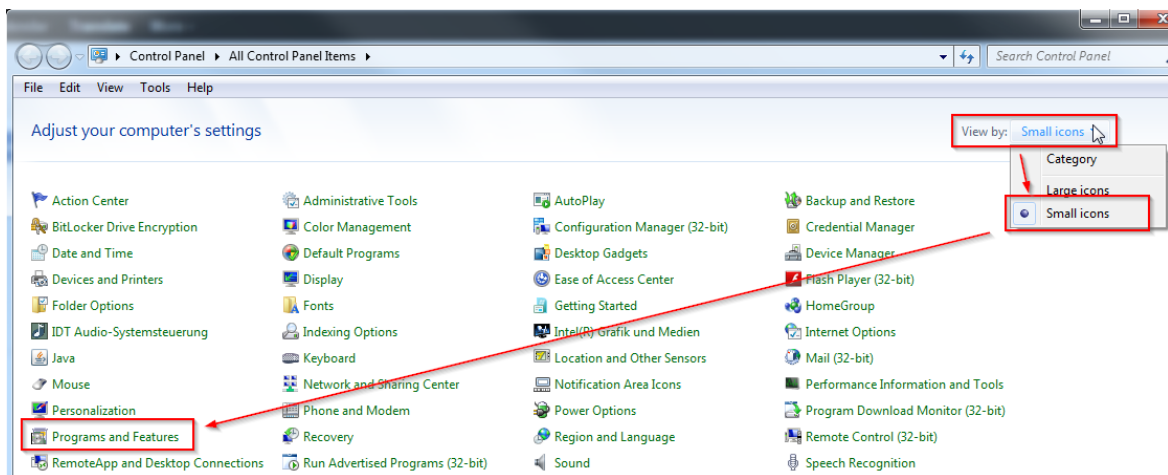 Control Panel All Control Panel Items Search Control Panel
File Edit View Tools Help
Adjust your computer's settings View by: Small icons
Category
Large icons
Small icons
Action Center Administrative Tools AutoPlay Backup and Restore
BitLocker Drive Encryption Color Management Configuration Manager (32-bit) Credential Manager
Date and Time Default Programs Desktop Gadgets Device Manager
Devices and Printers Display Ease of Access Center Flash Player (32-bit)
Folder Options Fonts Getting Started HomeGroup
IDT Audio-Systemsteuerung Indexing Options Intel(R) Grafik und Medien Internet Options
Java Keyboard Location and Other Sensors Mail (32-bit)
Mouse Network and Sharing Center Notification Area Icons Performance Information and Tools
Personalization Phone and Modem Power Options Program Download Monitor (32-bit)
Programs and Features Recovery Region and Language Remote Control (32-bit)
RemoteApp and Desktop Connections Run Advertised Programs (32-bit) Sound Speech Recognition